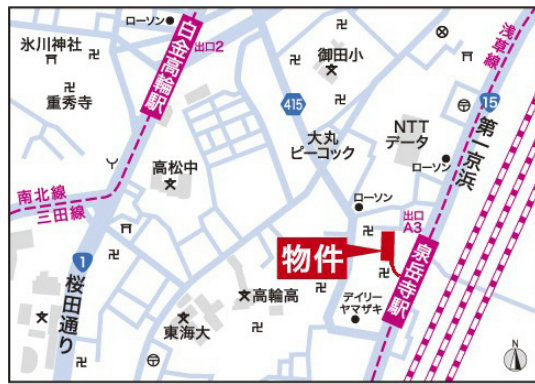 ローソン
氷川神社
重秀寺
白金高輪駅
出口2
御田小
浅草線
415
15
第一京浜
大丸
ピーコック
NTT
データ
ローソン
高松中
南北線
三田線
ローソン
出口
A3
物件
泉岳寺駅
1
桜田通り
高輪高
東海大
デイリー
ヤマザキ
N